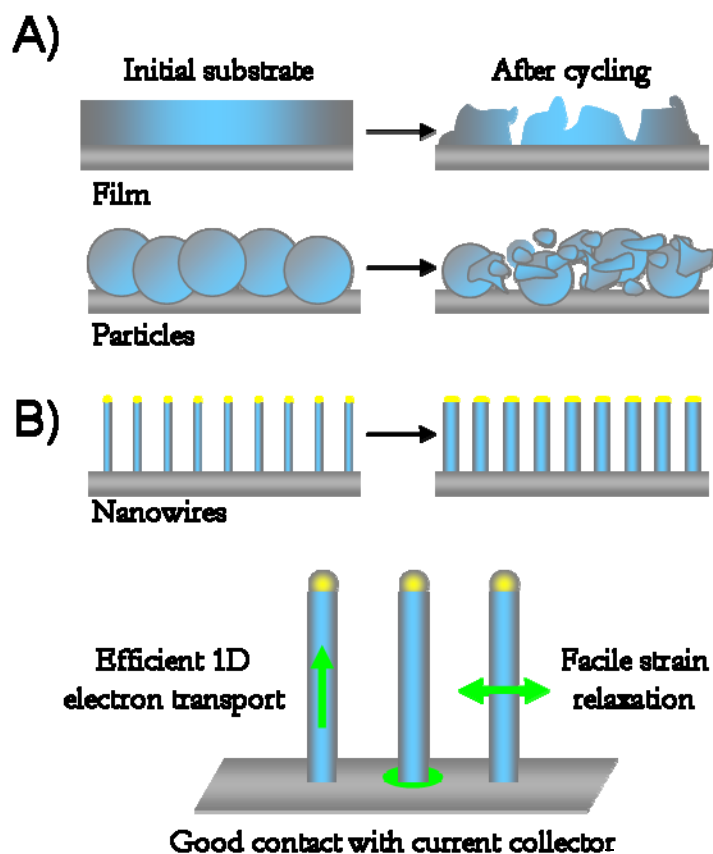 A)
Initial substrate
After cycling
Film
Particles
B)
Nanowires
Efficient 1D
electron transport
Facile strain
relaxation
Good contact with current collector